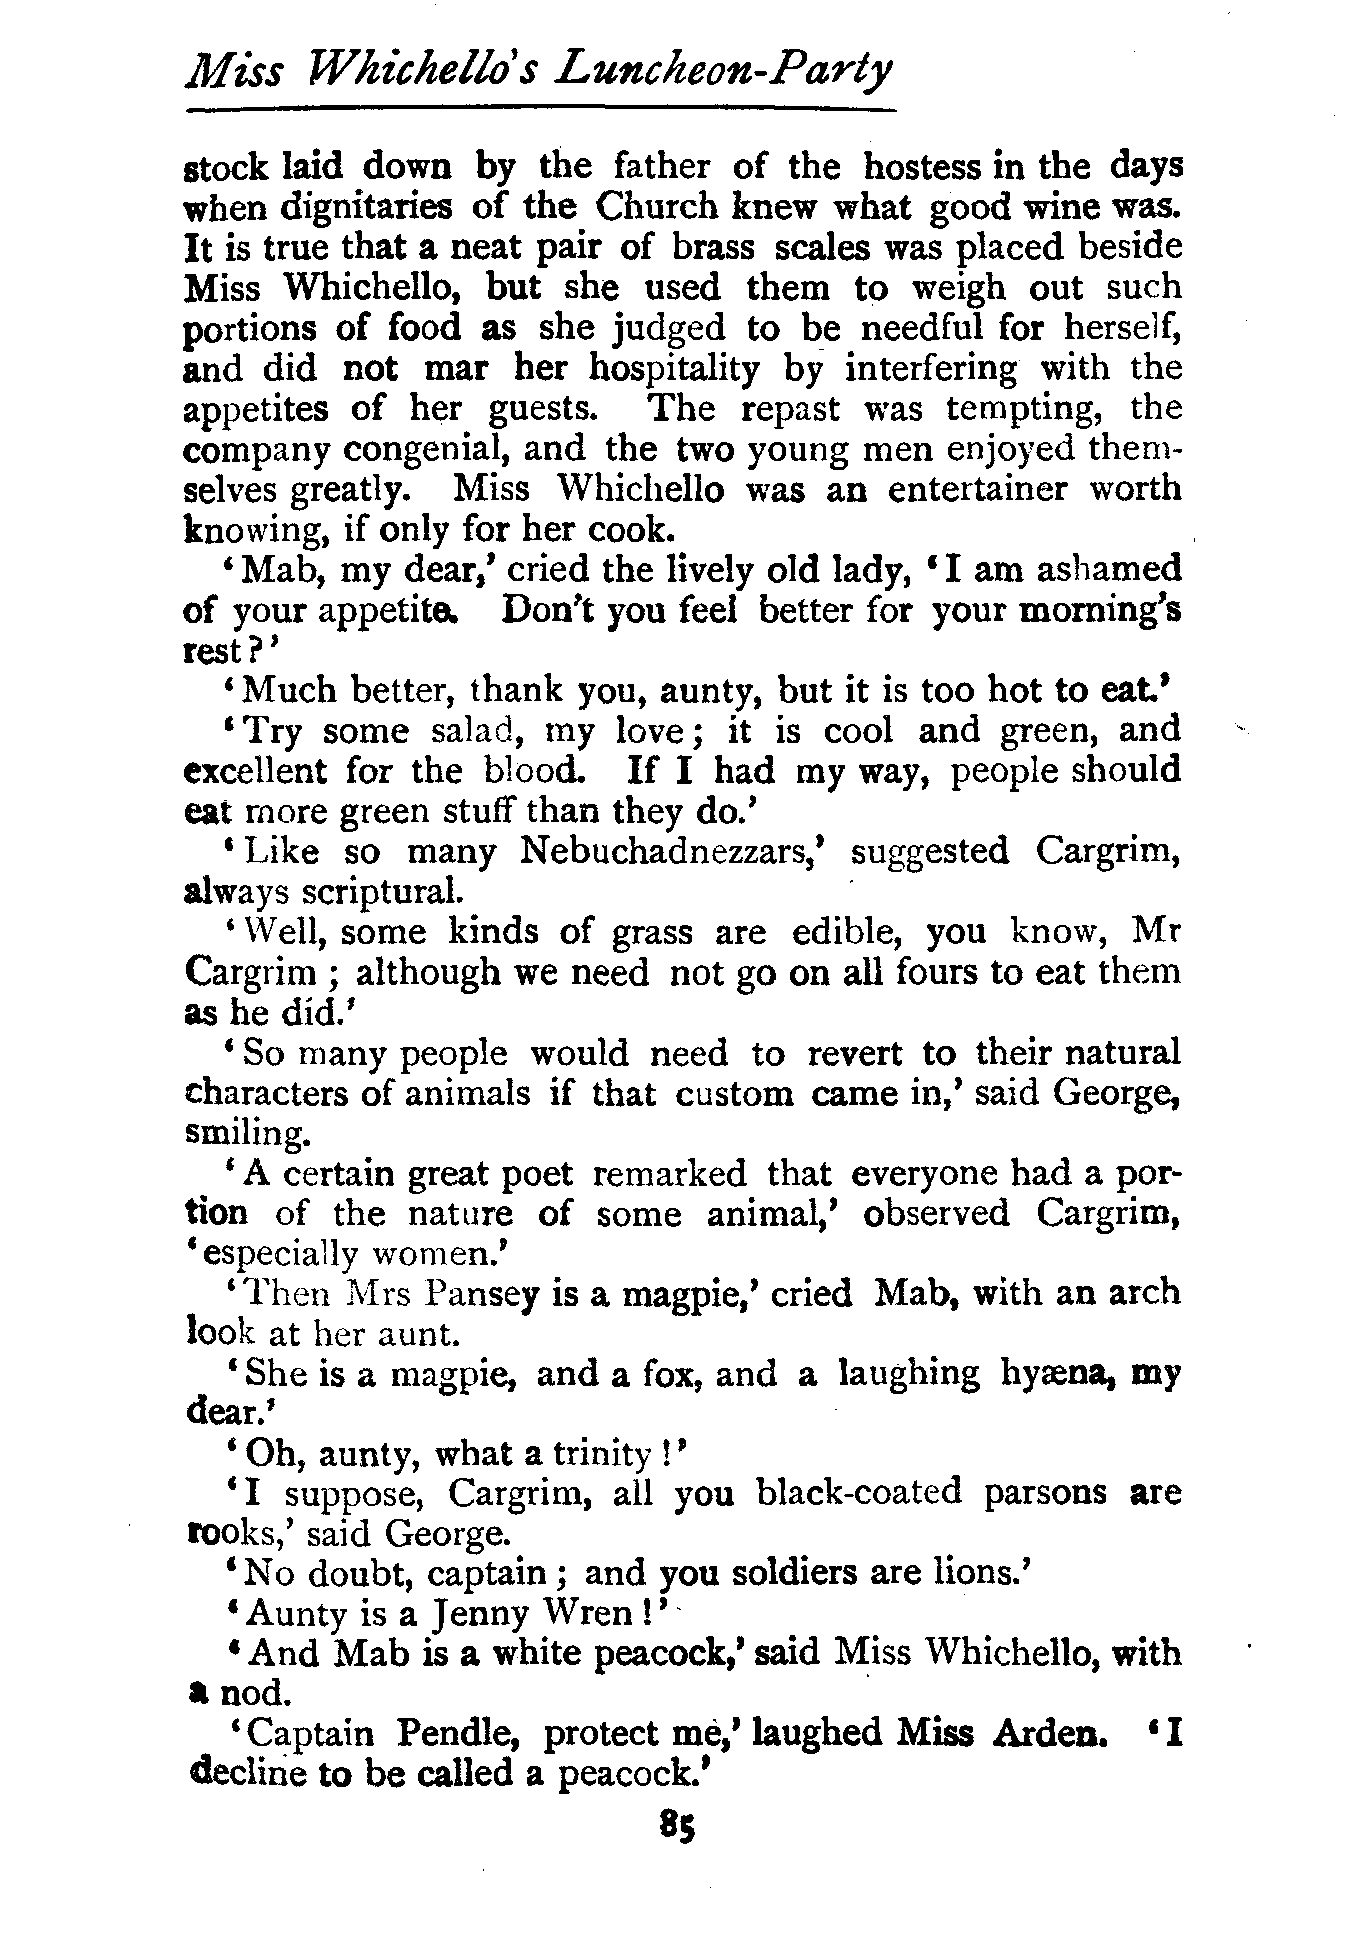 Miss Whichello's Luncheon-Party
stock laid down by the father of the hostess in the days
when dignitaries of the Church knew what good wine was.
It is true that a neat pair of brass scales was placed beside
Miss Whichello, but she used them to weigh out such
portions of food as she judged to be needful for herself,
and did not mar her hospitality by interfering with the
appetites of her guests. The repast was tempting, the
company congenial, and the two young men enjoyed them-
selves greatly. Miss Whichello was an entertainer worth
knowing, if only for her cook.
‘Mab, my dear,’ cried the lively old lady, ‘I am ashamed
of your appetite. Don't you feel better for your morning's
rest?’
‘Much better, thank you, aunty, but it is too hot to eat.’
‘Try some salad, my love; it is cool and green, and
excellent for the blood. If I had my way, people should
eat more green stuff than they do.’
‘Like so many Nebuchadnezzars,’ suggested Cargrim,
always scriptural.
‘Well, some kinds of grass are edible, you know, Mr
Cargrim; although we need not go on all fours to eat them
as he did.’
‘So many people would need to revert to their natural
characters of animals if that custom came in,’ said George,
smiling.
‘A certain great poet remarked that everyone had a por-
tion of the nature of some animal,’ observed Cargrim,
‘especially women.’
‘Then Mrs Pansey is a magpie,’ cried Mab, with an arch
look at her aunt.
‘She is a magpie, and a fox, and a laughing hyæna, my
dear.’
‘Oh, aunty, what a trinity!’
‘I suppose, Cargrim, all you black-coated parsons are
rooks,’ said George.
‘No doubt, captain; and you soldiers are lions.’
‘Aunty is a Jenny Wren!’
‘And Mab is a white peacock,’ said Miss Whichello, with
a nod.
‘Captain Pendle, protect me,’ laughed Miss Arden. ‘I
decline to be called a peacock.’
85